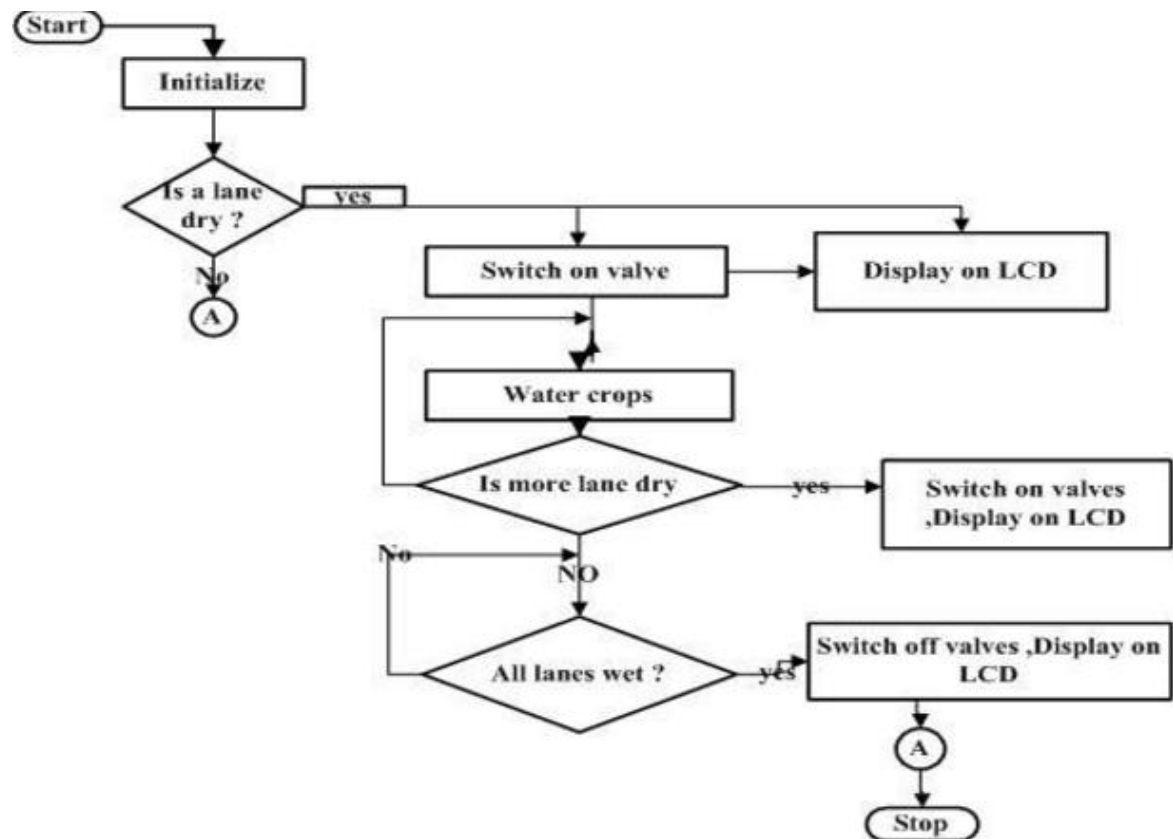 Start
Initialize
Is a lane
dry ?
yes
No
A
Switch on valve
Display on LCD
Water crops
Is more lane dry
yes
Switch on valves
,Display on LCD
No
NO
All lanes wet ?
yes
Switch off valves ,Display on
LCD
A
Stop